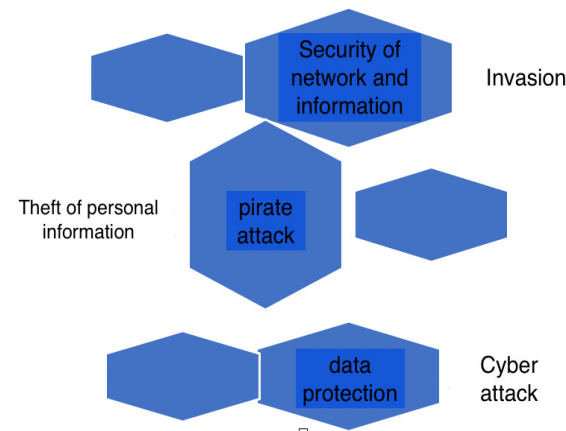 Security of
network and
information
Invasion
Theft of personal
information
pirate
attack
data
protection
Cyber
attack